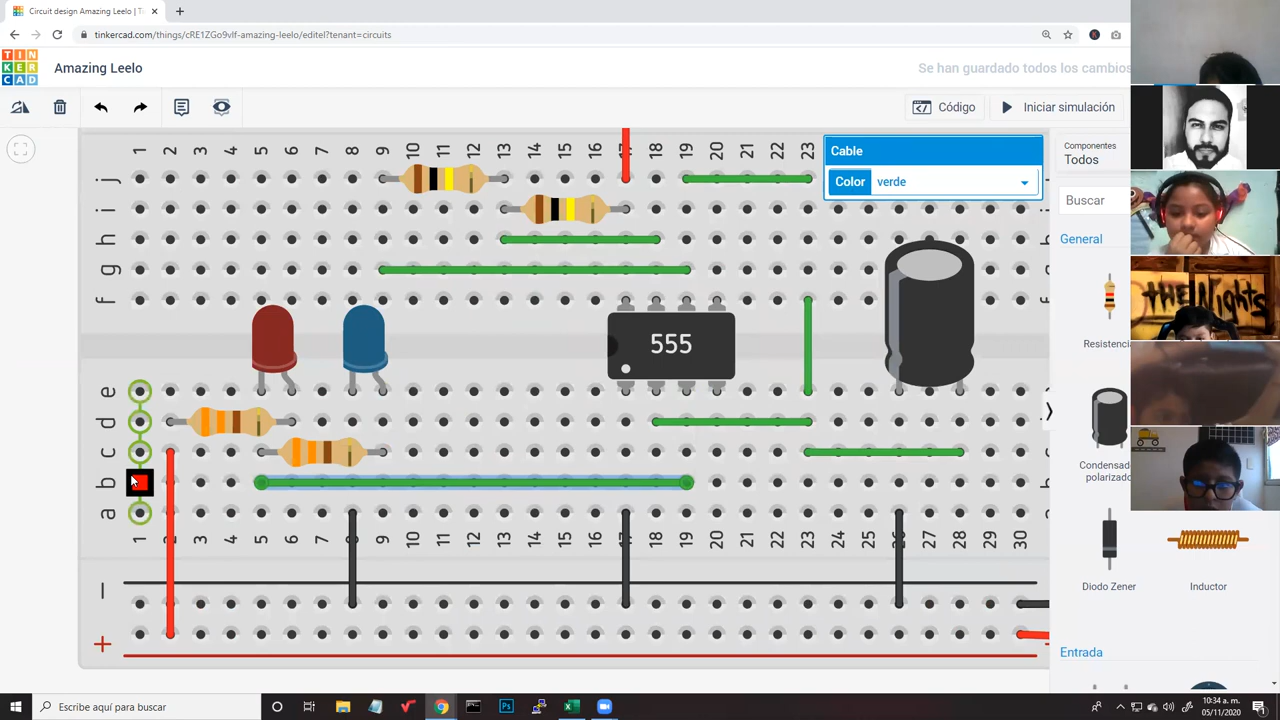 Circuit design Amazing Leelo | Ti
tinkercad.com/things/cRE1ZGo9vIf-amazing-leelo/editel?tenant=circuits
TIN
KER
CAD
Amazing Leelo
Se han guardado todos los cambios
Código
Iniciar simulación
1 2 3 4 5 6 7 8 9 10 11 12 13 14 15 16 17 18 19 20 21 22 23
Cable
Color
verde
Componentes
Todos
Buscar
General
Resistencia
Condensado
polarizado
Diodo Zener
Inductor
Entrada
j
i
h
g
f
555
e
d
c
b
a
1 2 3 4 5 6 7 8 9 10 11 12 13 14 15 16 17 18 19 20 21 22 23 24 25 26 27 28 29 30
the Nights
Escribe aquí para buscar
10:34 a. m.
05/11/2020